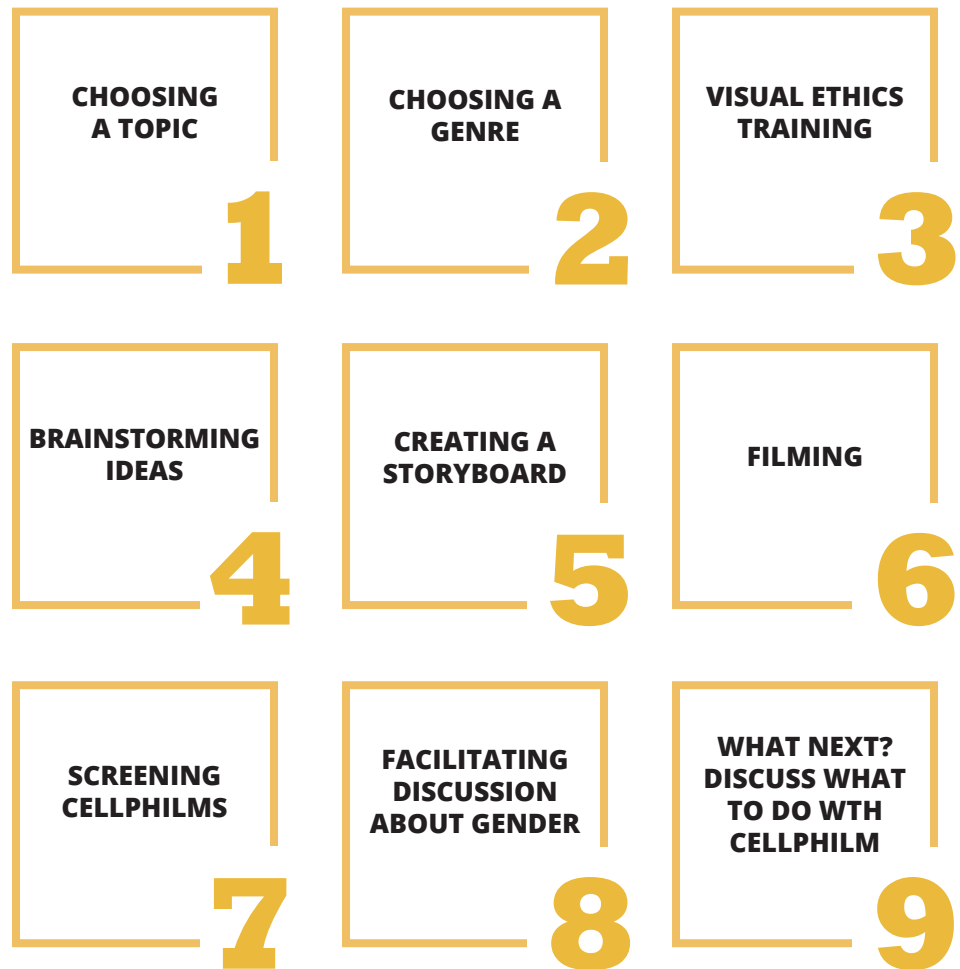 CHOOSING
A TOPIC
1
CHOOSING A
GENRE
2
VISUAL ETHICS
TRAINING
3
BRAINSTORMING
IDEAS
4
CREATING A
STORYBOARD
5
FILMING
6
SCREENING
CELLPHILMS
7
FACILITATING
DISCUSSION
ABOUT GENDER
8
WHAT NEXT?
DISCUSS WHAT
TO DO WTH
CELLPHILM
9